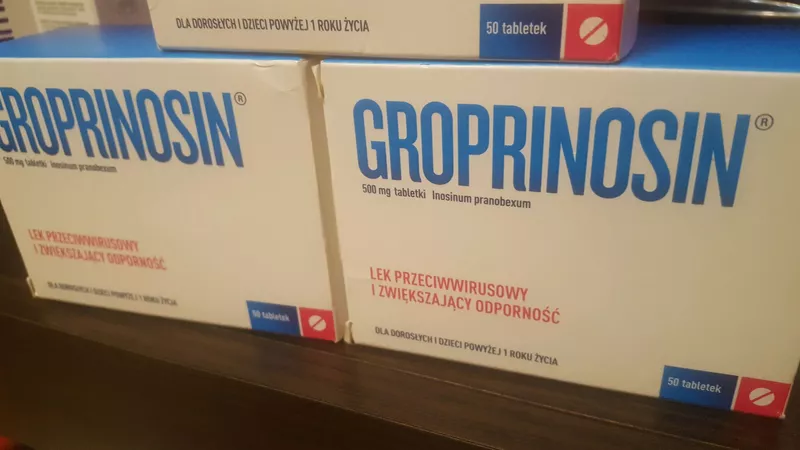 DLA DOROSŁYCH I DZIECI POWYŻEJ 1 ROKU ŻYCIA
50 tabletek
GROPRINOSIN®
500 mg tabletki Inosinum pranobexum
LEK PRZECIWWIRUSOWY
I ZWIĘKSZAJĄCY ODPORNOŚĆ
DLA DOROSŁYCH I DZIECI POWYŻEJ 1 ROKU ŻYCIA
50 tabletek
GROPRINOSIN®
500 mg tabletki Inosinum pranobexum
LEK PRZECIWWIRUSOWY
I ZWIĘKSZAJĄCY ODPORNOŚĆ
DLA DOROSŁYCH I DZIECI POWYŻEJ 1 ROKU ŻYCIA
50 tabletek